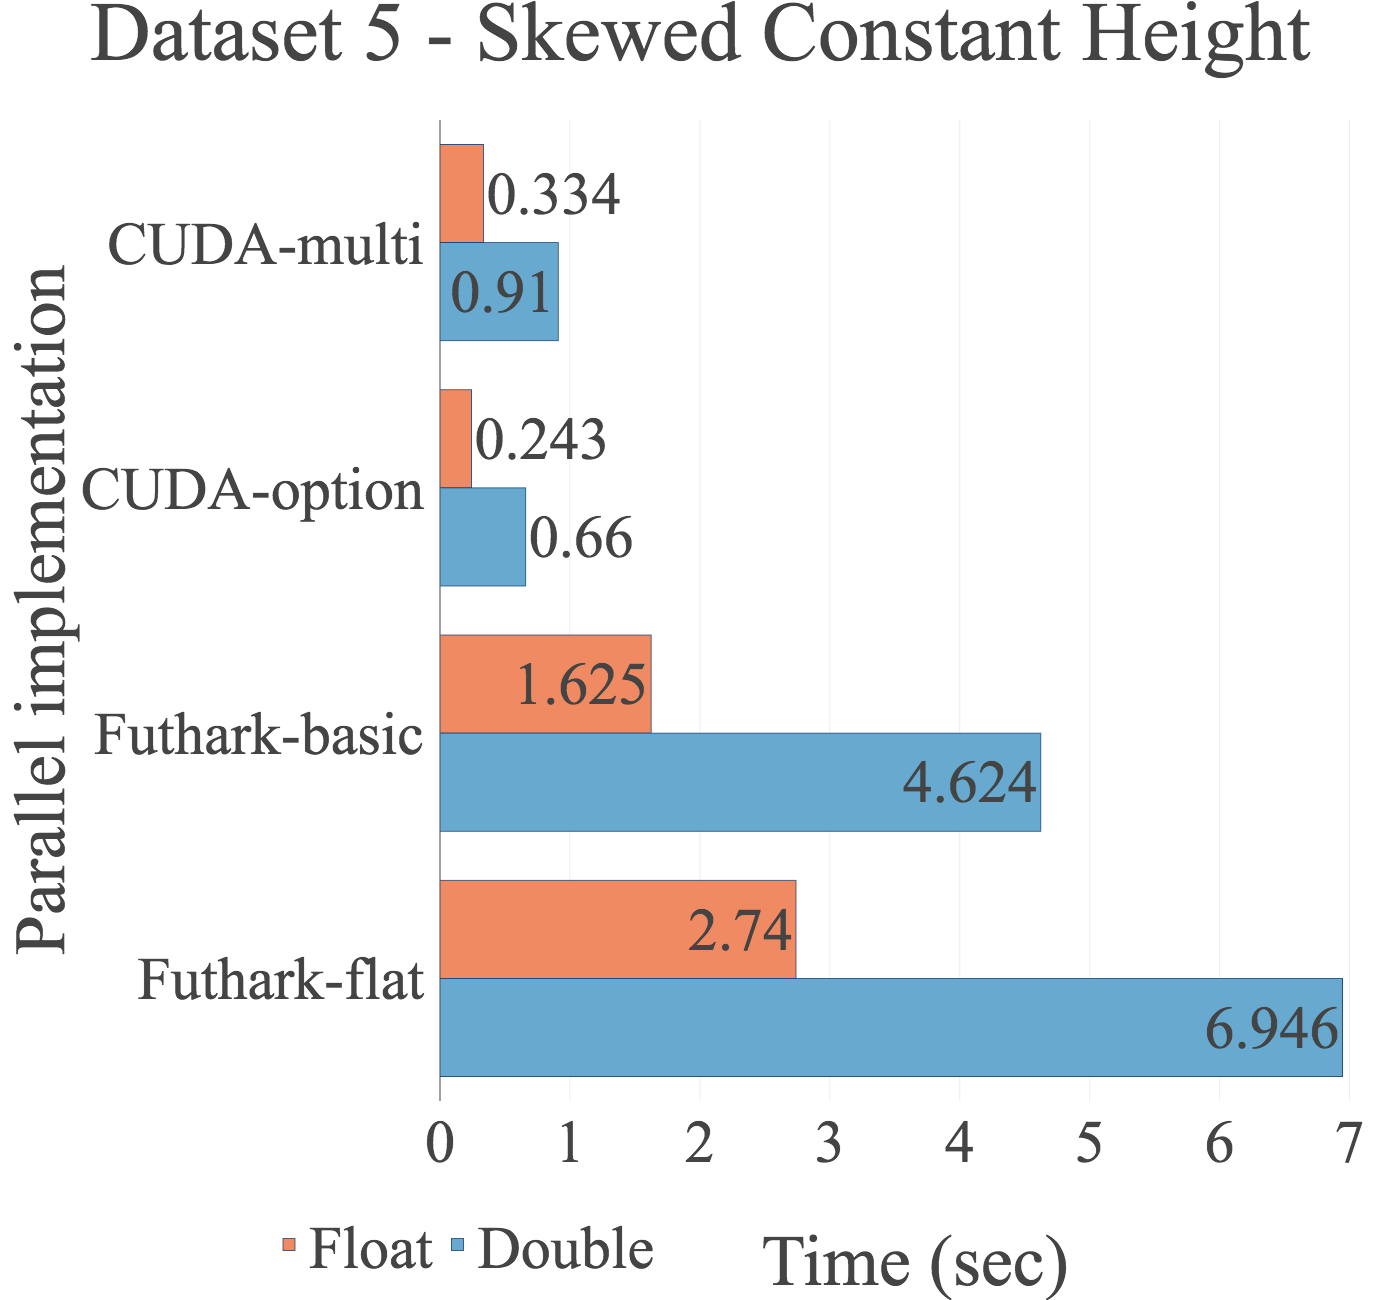 Dataset 5 - Skewed Constant Height
Parallel implementation
CUDA-multi
0.334
0.91
CUDA-option
0.243
0.66
Futhark-basic
1.625
4.624
Futhark-flat
2.74
6.946
0 1 2 3 4 5 6 7
Float Double
Time (sec)